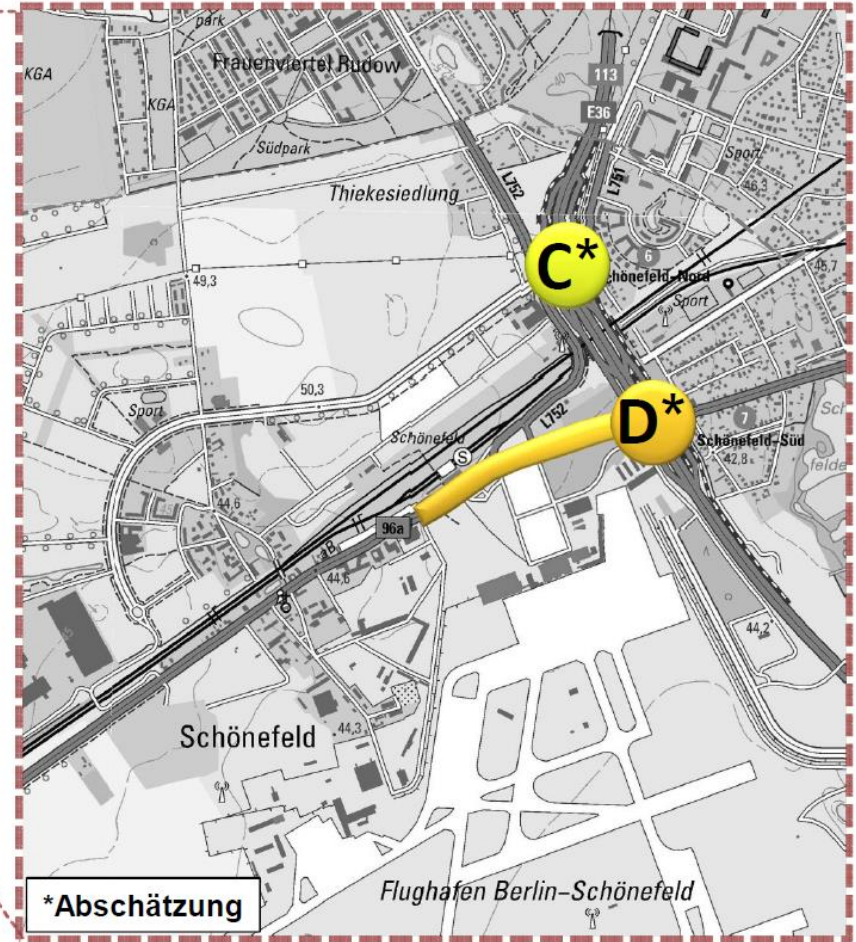 park
KGA
Frauenviertel Rudow
113
KGA
E36
Südpark
Sport
L752
L751
46,3
Thiekesiedlung
C*
6
Schönefeld-Nord
45,7
49,3
Sport
50,3
Sport
L752
D*
7
Schönefeld
S
Schönefeld-Süd
42,8
44,6
96a
44,6
44,2
Schönefeld
44,3
Flughafen Berlin-Schönefeld
*Abschätzung